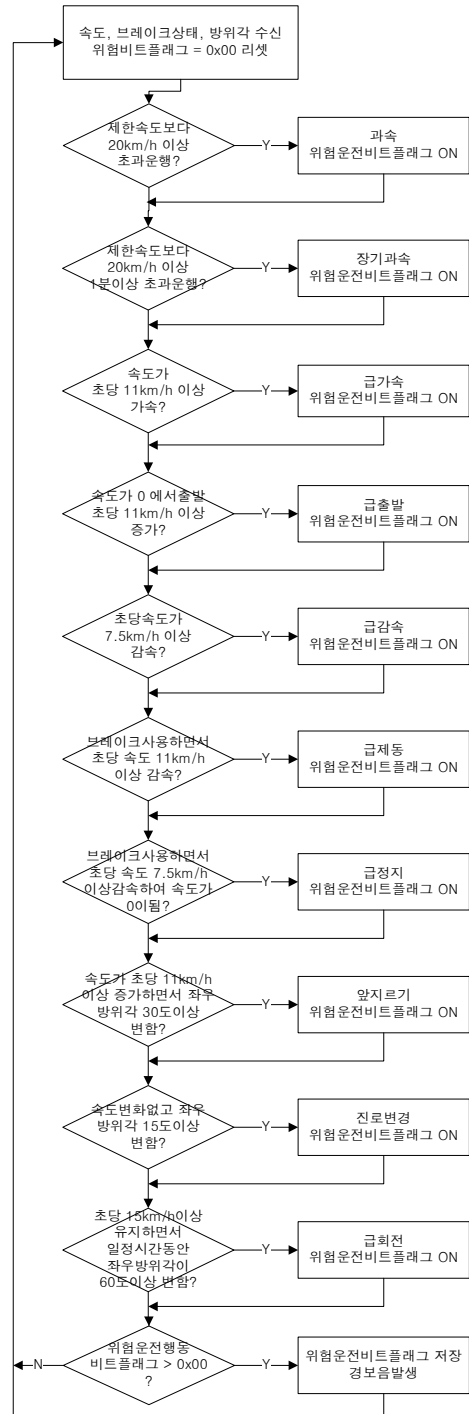 속도, 브레이크상태, 방위각 수신
위험비트플래그 = 0x00 리셋
제한속도보다
20km/h 이상
초과운행?
Y
과속
위험운전비트플래그 ON
제한속도보다
20km/h 이상
1분이상 초과운행?
Y
장기과속
위험운전비트플래그 ON
속도가
초당 11km/h 이상
가속?
Y
급가속
위험운전비트플래그 ON
속도가 0 에서출발
초당 11km/h 이상
증가?
Y
급출발
위험운전비트플래그 ON
초당속도가
7.5km/h 이상
감속?
Y
급감속
위험운전비트플래그 ON
브레이크사용하면서
초당 속도 11km/h
이상 감속?
Y
급제동
위험운전비트플래그 ON
브레이크사용하면서
초당 속도 7.5km/h
이상감속하여 속도가
0이됨?
Y
급정지
위험운전비트플래그 ON
속도가 초당 11km/h
이상 증가하면서 좌우
방위각 30도이상
변함?
Y
앞지르기
위험운전비트플래그 ON
속도변화없고 좌우
방위각 15도이상
변함?
Y
진로변경
위험운전비트플래그 ON
초당 15km/h이상
유지하면서
일정시간동안
좌우방위각이
60도이상 변함?
Y
급회전
위험운전비트플래그 ON
위험운전행동
비트플래그 > 0x00
?
N
Y
위험운전비트플래그 저장
경보음발생